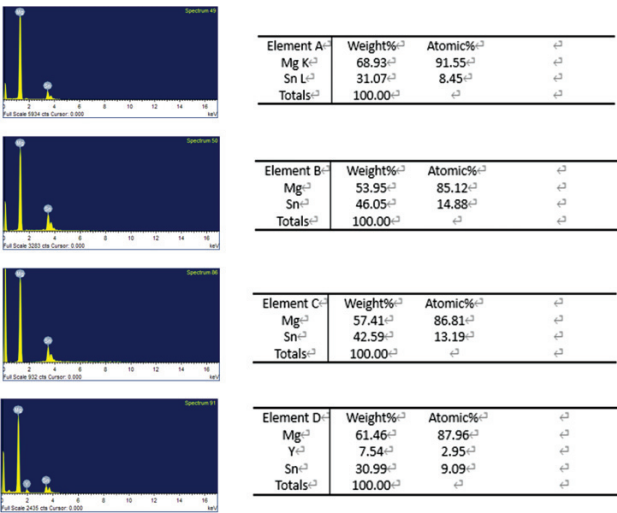 Spectrum 49
0 2 4 6 8 10 12 14 16
Full Scale 5934 cts Cursor: 0.000 keV
Element A↵ Weight%↵ Atomic%↵ ↵
Mg K↵ 68.93↵ 91.55↵ ↵
Sn L↵ 31.07↵ 8.45↵ ↵
Totals↵ 100.00↵ ↵ ↵
Spectrum 50
0 2 4 6 8 10 12 14 16
Full Scale 3283 cts Cursor: 0.000 keV
Element B↵ Weight%↵ Atomic%↵ ↵
Mg↵ 53.95↵ 85.12↵ ↵
Sn↵ 46.05↵ 14.88↵ ↵
Totals↵ 100.00↵ ↵ ↵
Spectrum 86
0 2 4 6 8 10 12 14 16
Full Scale 932 cts Cursor: 0.000 keV
Element C↵ Weight%↵ Atomic%↵ ↵
Mg↵ 57.41↵ 86.81↵ ↵
Sn↵ 42.59↵ 13.19↵ ↵
Totals↵ 100.00↵ ↵ ↵
Spectrum 91
0 2 4 6 8 10 12 14 16
Full Scale 2435 cts Cursor: 0.000 keV
Element D↵ Weight%↵ Atomic%↵ ↵
Mg↵ 61.46↵ 87.96↵ ↵
Y↵ 7.54↵ 2.95↵ ↵
Sn↵ 30.99↵ 9.09↵ ↵
Totals↵ 100.00↵ ↵ ↵